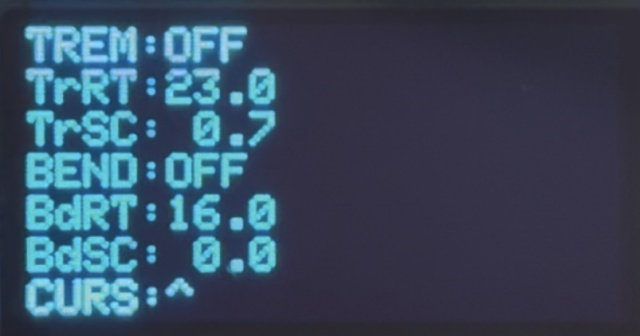 TREM:OFF
TrRT:23.0
TrSC: 0.7
BEND:OFF
BdRT:16.0
BdSC: 0.0
CURS:^